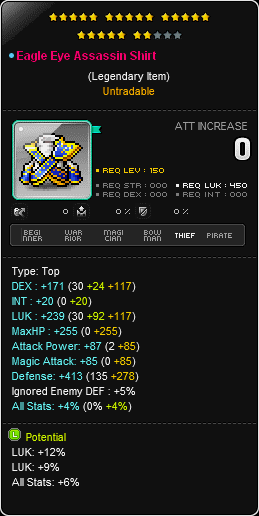 Eagle Eye Assassin Shirt
(Legendary Item)
Untradable
ATT INCREASE
0
REQ LEV : 150
REQ STR : 000 REQ LUK : 450
REQ DEX : 000 REQ INT : 000
0 0 % 0 %
BEGINNER WARRIOR MAGICIAN BOWMAN THIEF PIRATE
Type: Top
DEX : +171 (30 +24 +117)
INT : +20 (0 +20)
LUK : +239 (30 +92 +117)
MaxHP : +255 (0 +255)
Attack Power: +87 (2 +85)
Magic Attack: +85 (0 +85)
Defense: +413 (135 +278)
Ignored Enemy DEF : +5%
All Stats: +4% (0% +4%)
L Potential
LUK: +12%
LUK: +9%
All Stats: +6%